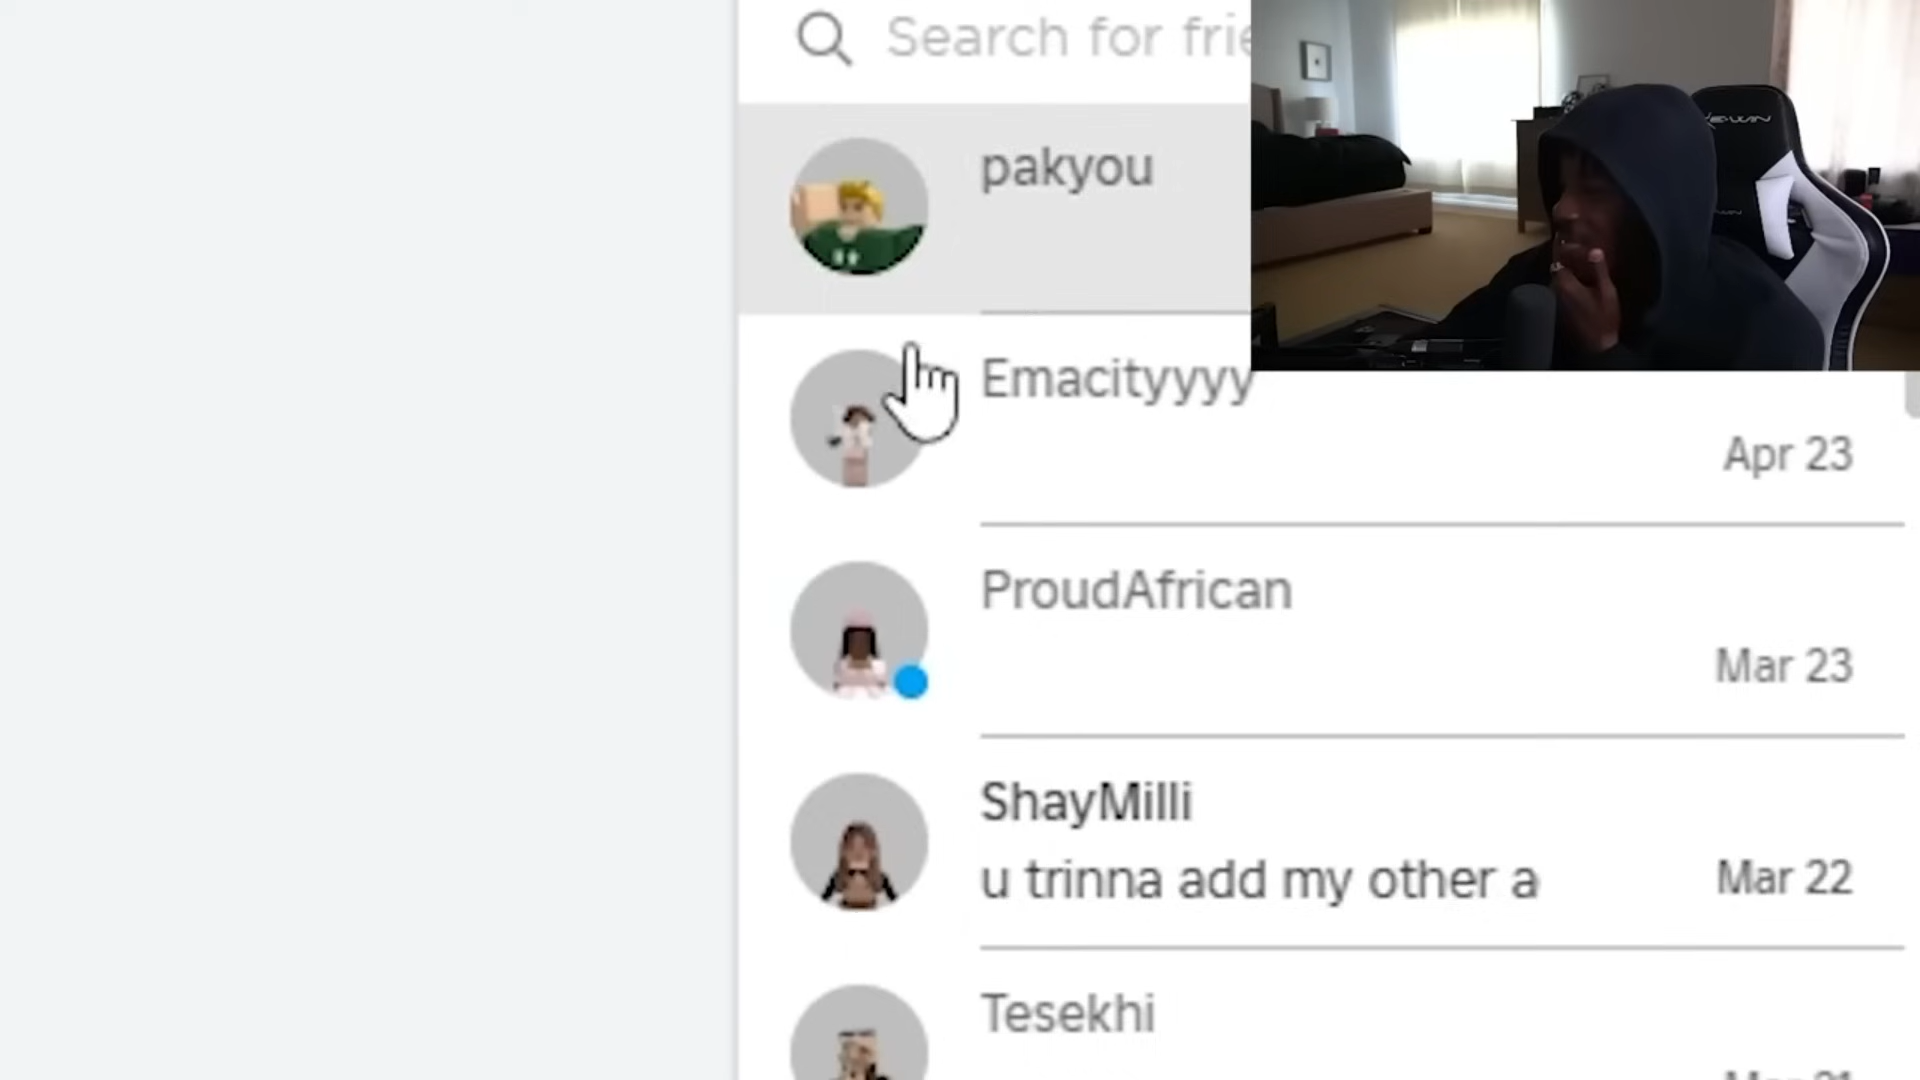 Search for frie
pakyou
Emacityyyy
Apr 23
ProudAfrican
Mar 23
ShayMilli
u trinna add my other a
Mar 22
Tesekhi